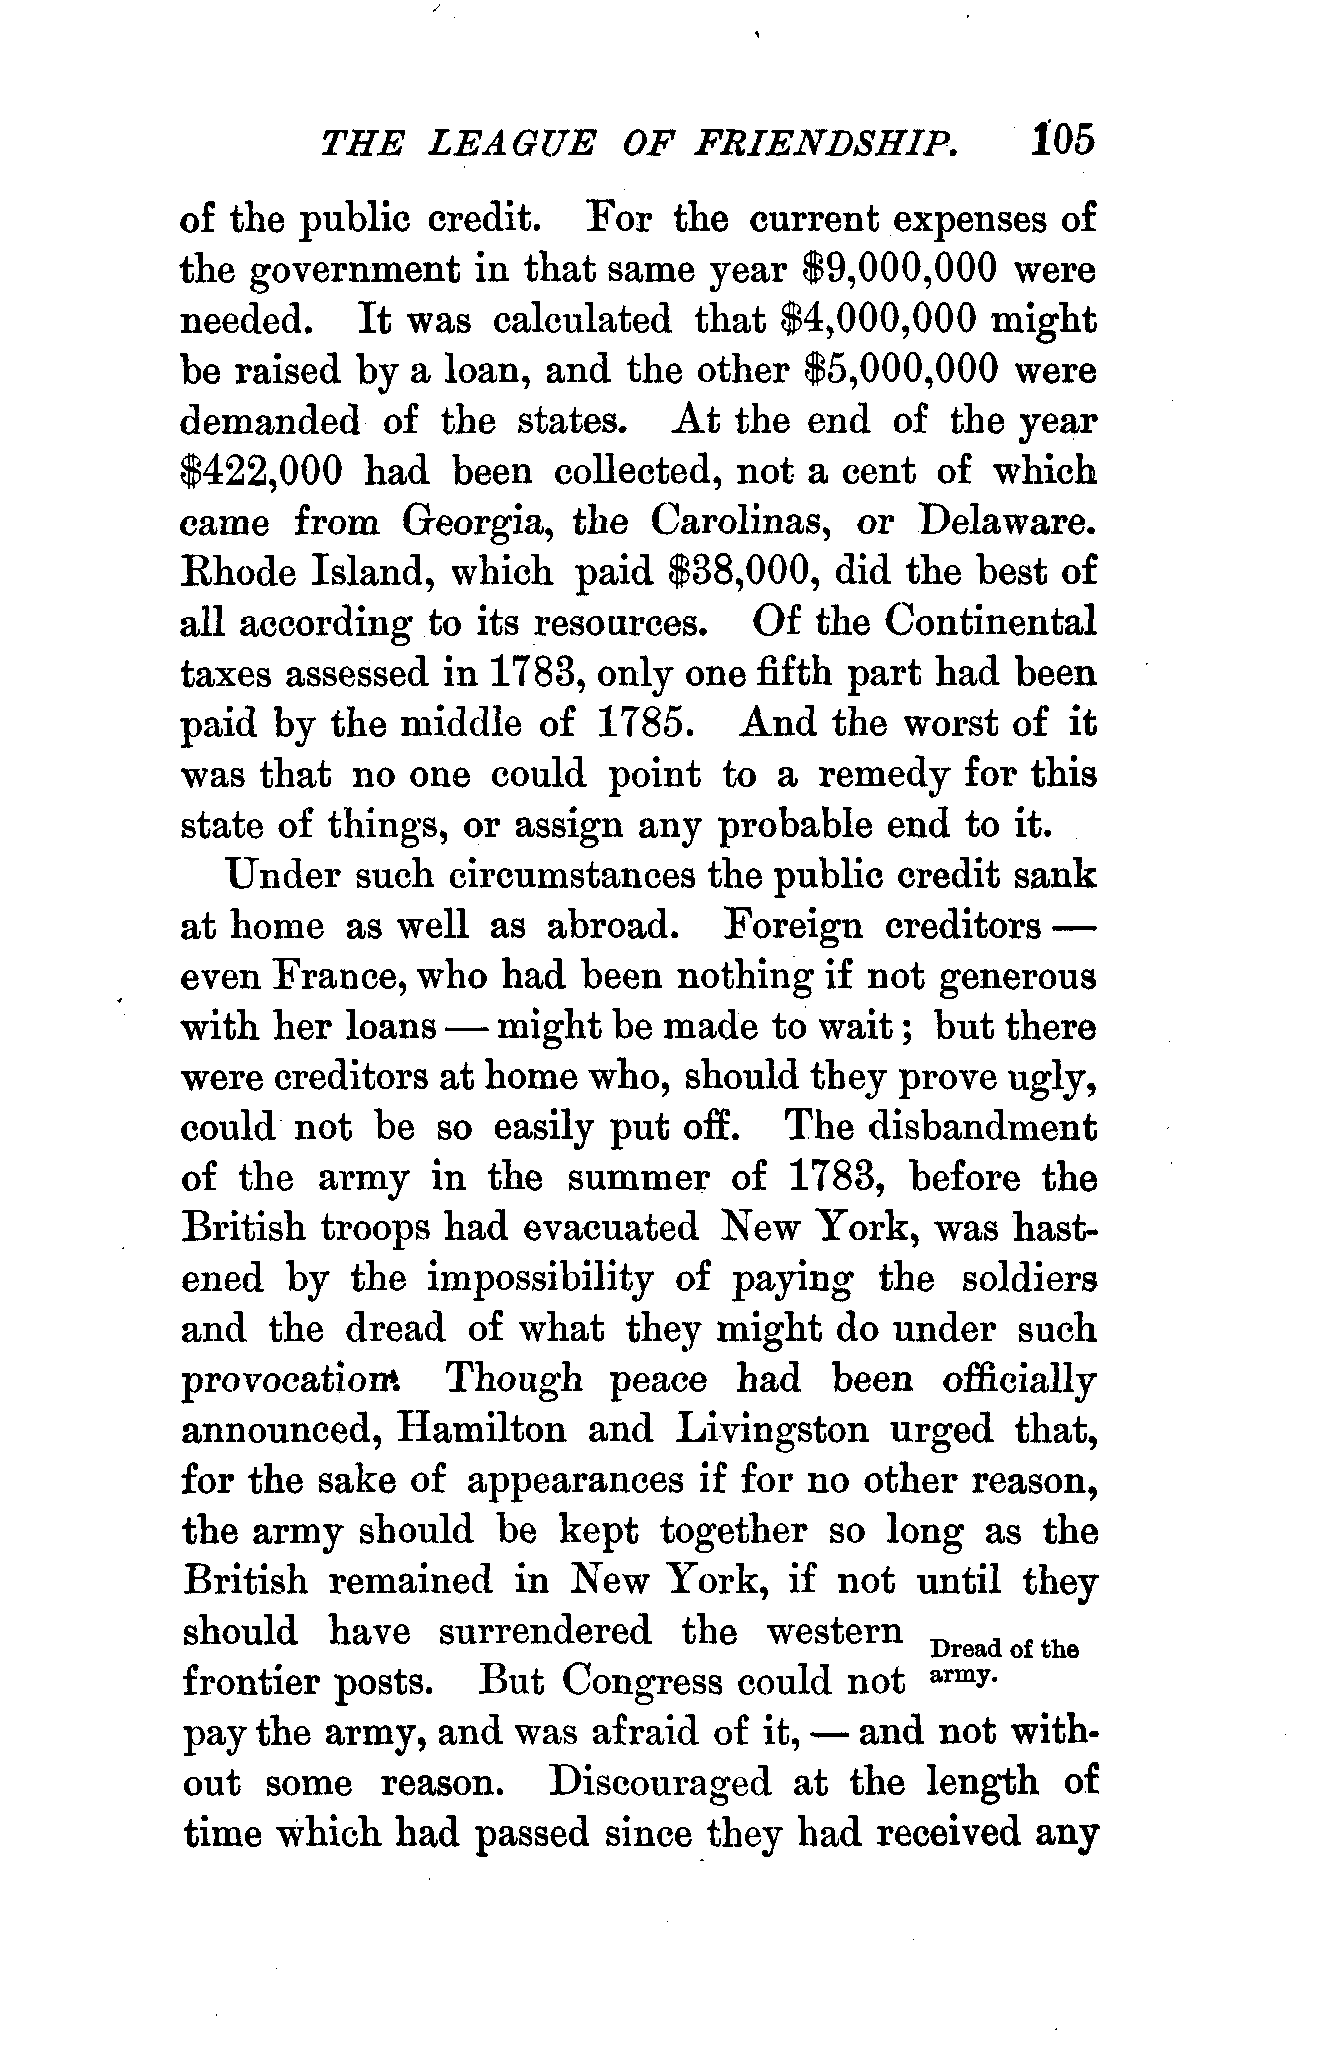 THE LEAGUE OF FRIENDSHIP. 105
of the public credit. For the current expenses of
the government in that same year $9,000,000 were
needed. It was calculated that $4,000,000 might
be raised by a loan, and the other $5,000,000 were
demanded of the states. At the end of the year
$422,000 had been collected, not a cent of which
came from Georgia, the Carolinas, or Delaware.
Rhode Island, which paid $38,000, did the best of
all according to its resources. Of the Continental
taxes assessed in 1783, only one fifth part had been
paid by the middle of 1785. And the worst of it
was that no one could point to a remedy for this
state of things, or assign any probable end to it.
Under such circumstances the public credit sank
at home as well as abroad. Foreign creditors —
even France, who had been nothing if not generous
with her loans — might be made to wait; but there
were creditors at home who, should they prove ugly,
could not be so easily put off. The disbandment
of the army in the summer of 1783, before the
British troops had evacuated New York, was hast-
ened by the impossibility of paying the soldiers
and the dread of what they might do under such
provocation. Though peace had been officially
announced, Hamilton and Livingston urged that,
for the sake of appearances if for no other reason,
the army should be kept together so long as the
British remained in New York, if not until they
should have surrendered the western
frontier posts. But Congress could not
Dread of the
army.
pay the army, and was afraid of it, — and not with-
out some reason. Discouraged at the length of
time which had passed since they had received any